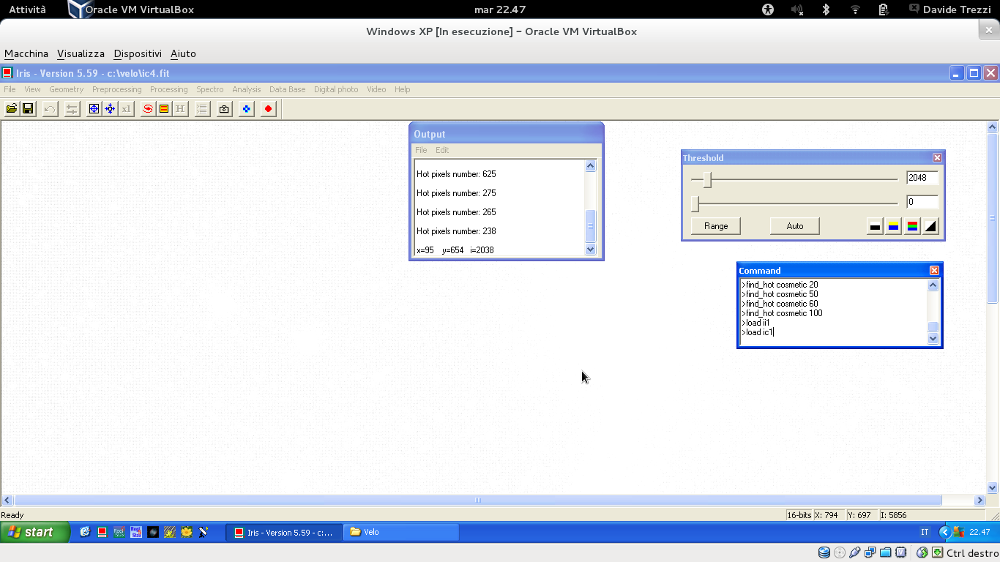 Attività Oracle VM VirtualBox mar 22.47 Davide Trezzi
Windows XP [In esecuzione] – Oracle VM VirtualBox
Macchina Visualizza Dispositivi Aiuto
Iris - Version 5.59 - c:\velo\ic4.fit
File View Geometry Preprocessing Processing Spectro Analysis Data Base Digital photo Video Help
x1 H
Output
File Edit
Hot pixels number: 625
Hot pixels number: 275
Hot pixels number: 265
Hot pixels number: 238
x=95 y=654 i=2038
Threshold
2048
0
Range Auto
Command
>find_hot cosmetic 20
>find_hot cosmetic 50
>find_hot cosmetic 60
>find_hot cosmetic 100
>load ii1
>load ic1
Ready 16-bits X: 794 Y: 697 I: 5856
start Iris - Version 5.59 - c:... Velo IT 22.47
Ctrl destro